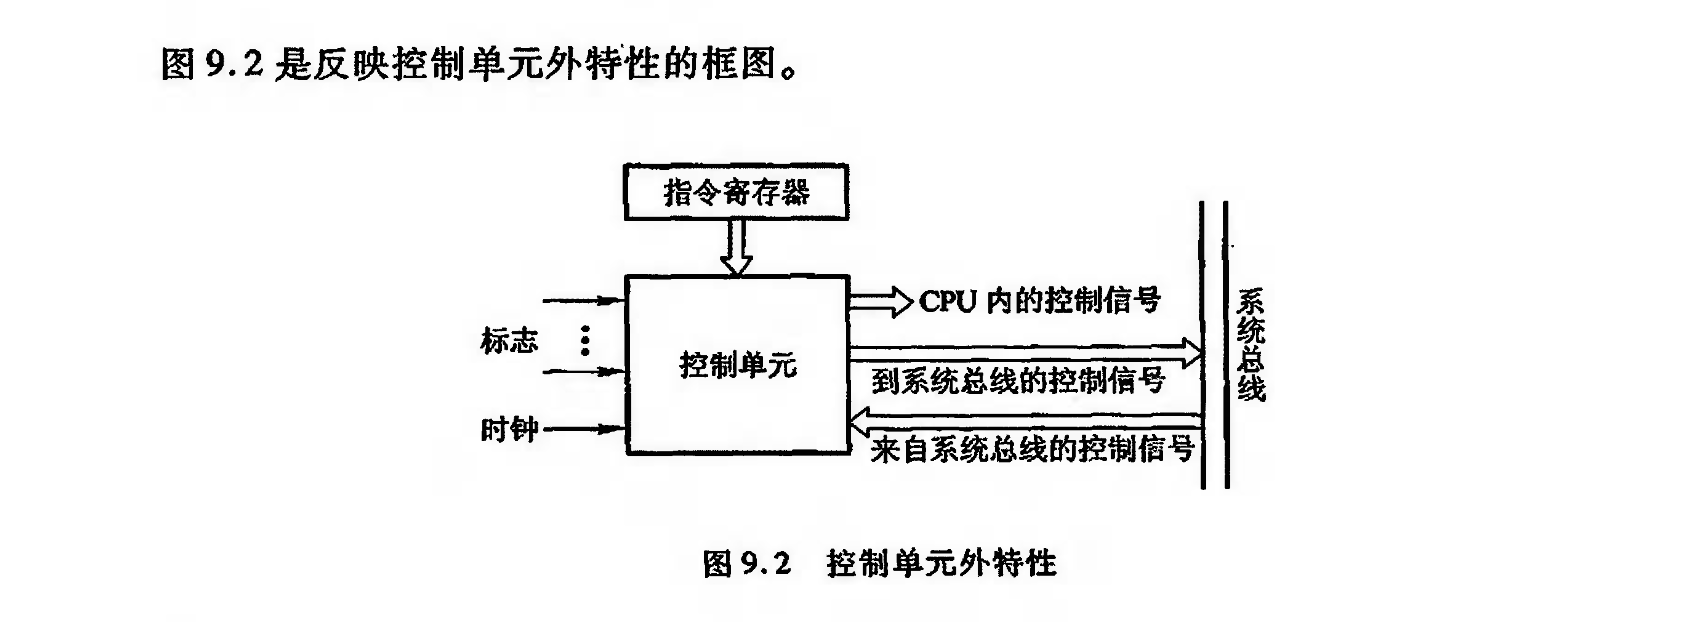 图 9.2 是反映控制单元外特性的框图。
指令寄存器
标志
时钟
控制单元
CPU 内的控制信号
到系统总线的控制信号
来自系统总线的控制信号
系统总线
图 9.2 控制单元外特性